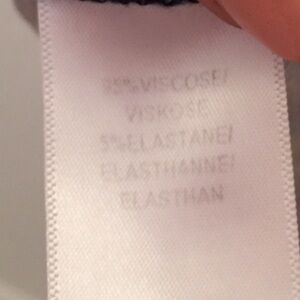 95%VISCOSE/
VISKOSE
5%ELASTANE/
ELASTHANNE/
ELASTHAN